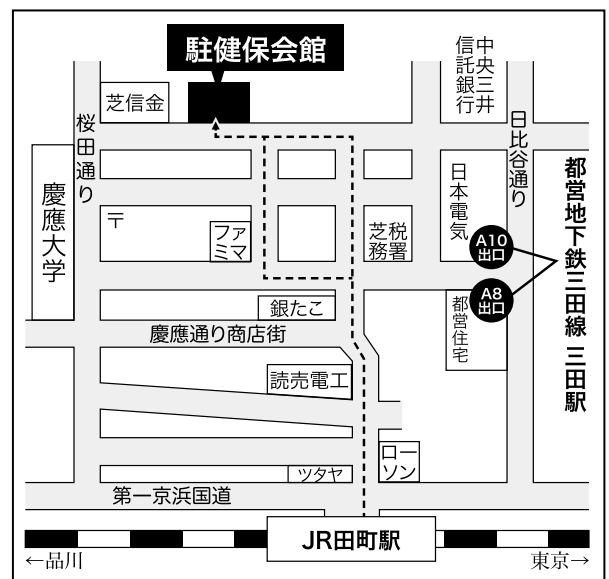 駐健保会館
芝信金
中央三井
信託銀行
桜田通り
日比谷通り
慶應大学
〒
ファ
ミマ
芝税
務署
日本電気
A10
出口
A8
出口
都営地下鉄三田線 三田駅
銀たこ
都営住宅
慶應通り商店街
読売電工
ロー
ソン
ツタヤ
第一京浜国道
JR田町駅
←品川
東京→